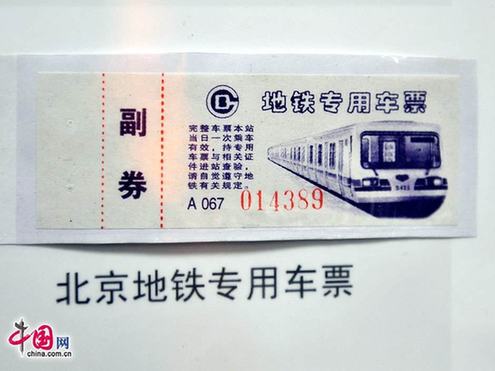 副券
地铁专用车票
完整车票本站
当日一次乘车
有效，持专用
车票与相关证
件进站查验，
请自觉遵守地
铁有关规定。
A 067 014389
北京地铁专用车票
中国网
china.com.cn